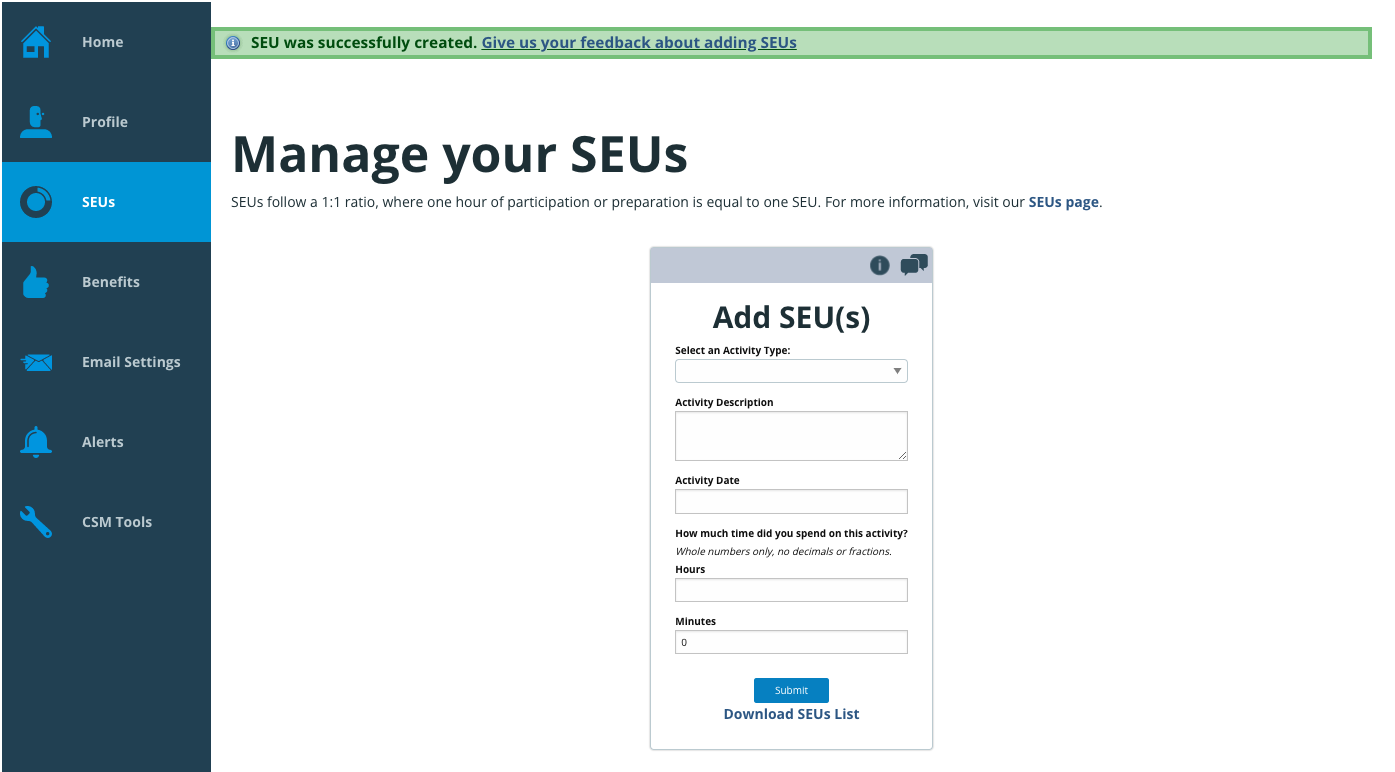 Home
Profile
SEUs
Benefits
Email Settings
Alerts
CSM Tools
SEU was successfully created. Give us your feedback about adding SEUs
Manage your SEUs
SEUs follow a 1:1 ratio, where one hour of participation or preparation is equal to one SEU. For more information, visit our SEUs page.
Add SEU(s)
Select an Activity Type:
Activity Description
Activity Date
How much time did you spend on this activity?
Whole numbers only, no decimals or fractions.
Hours
Minutes
0
Submit
Download SEUs List